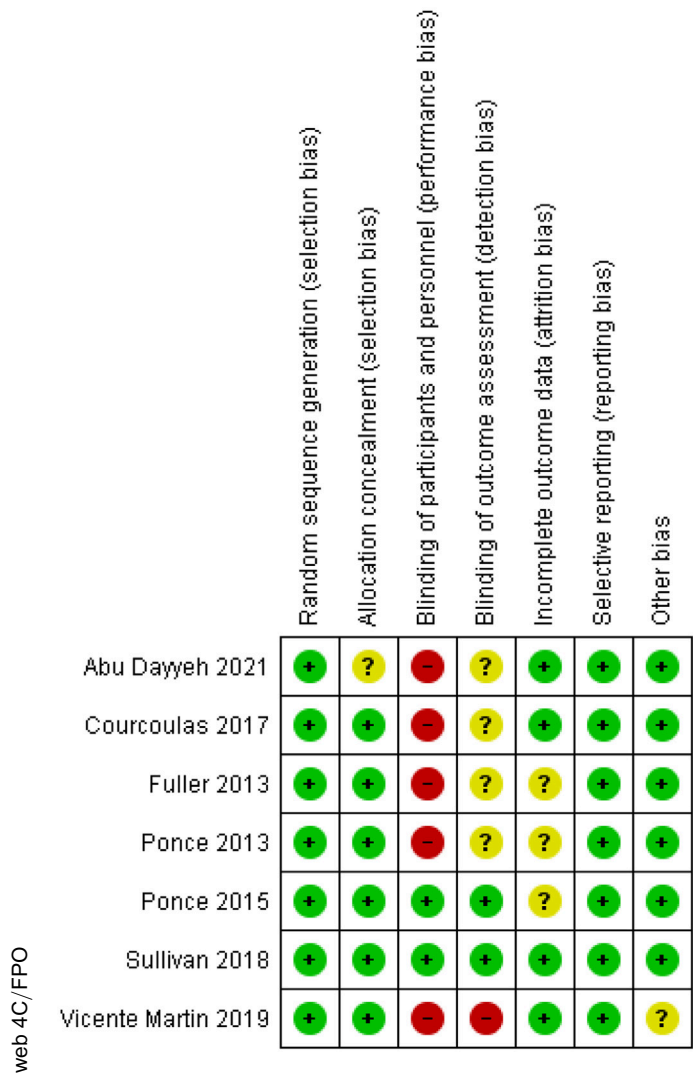 Random sequence generation (selection bias)
Allocation concealment (selection bias)
Blinding of participants and personnel (performance bias)
Blinding of outcome assessment (detection bias)
Incomplete outcome data (attrition bias)
Selective reporting (reporting bias)
Other bias
Abu Dayyeh 2021 + ? - ? + + +
Courcoulas 2017 + + - ? + + +
Fuller 2013 + + - ? ? + +
Ponce 2013 + + - ? ? + +
Ponce 2015 + + + + ? + +
Sullivan 2018 + + + + + + +
Vicente Martin 2019 + + - - + + ?
web 4C/FPO